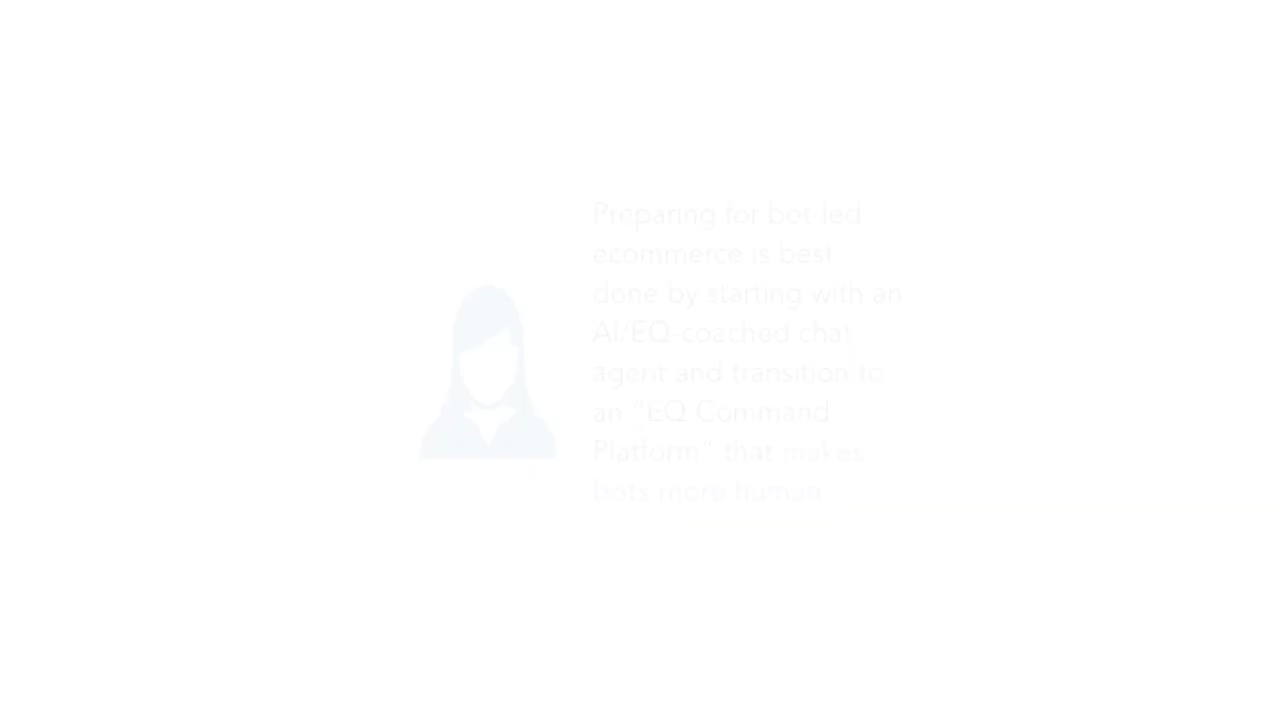 Preparing for bot-led
ecommerce is best
done by starting with an
AI/EQ-coached chat
agent and transition to
an "EQ Command
Platform" that makes
bots more human